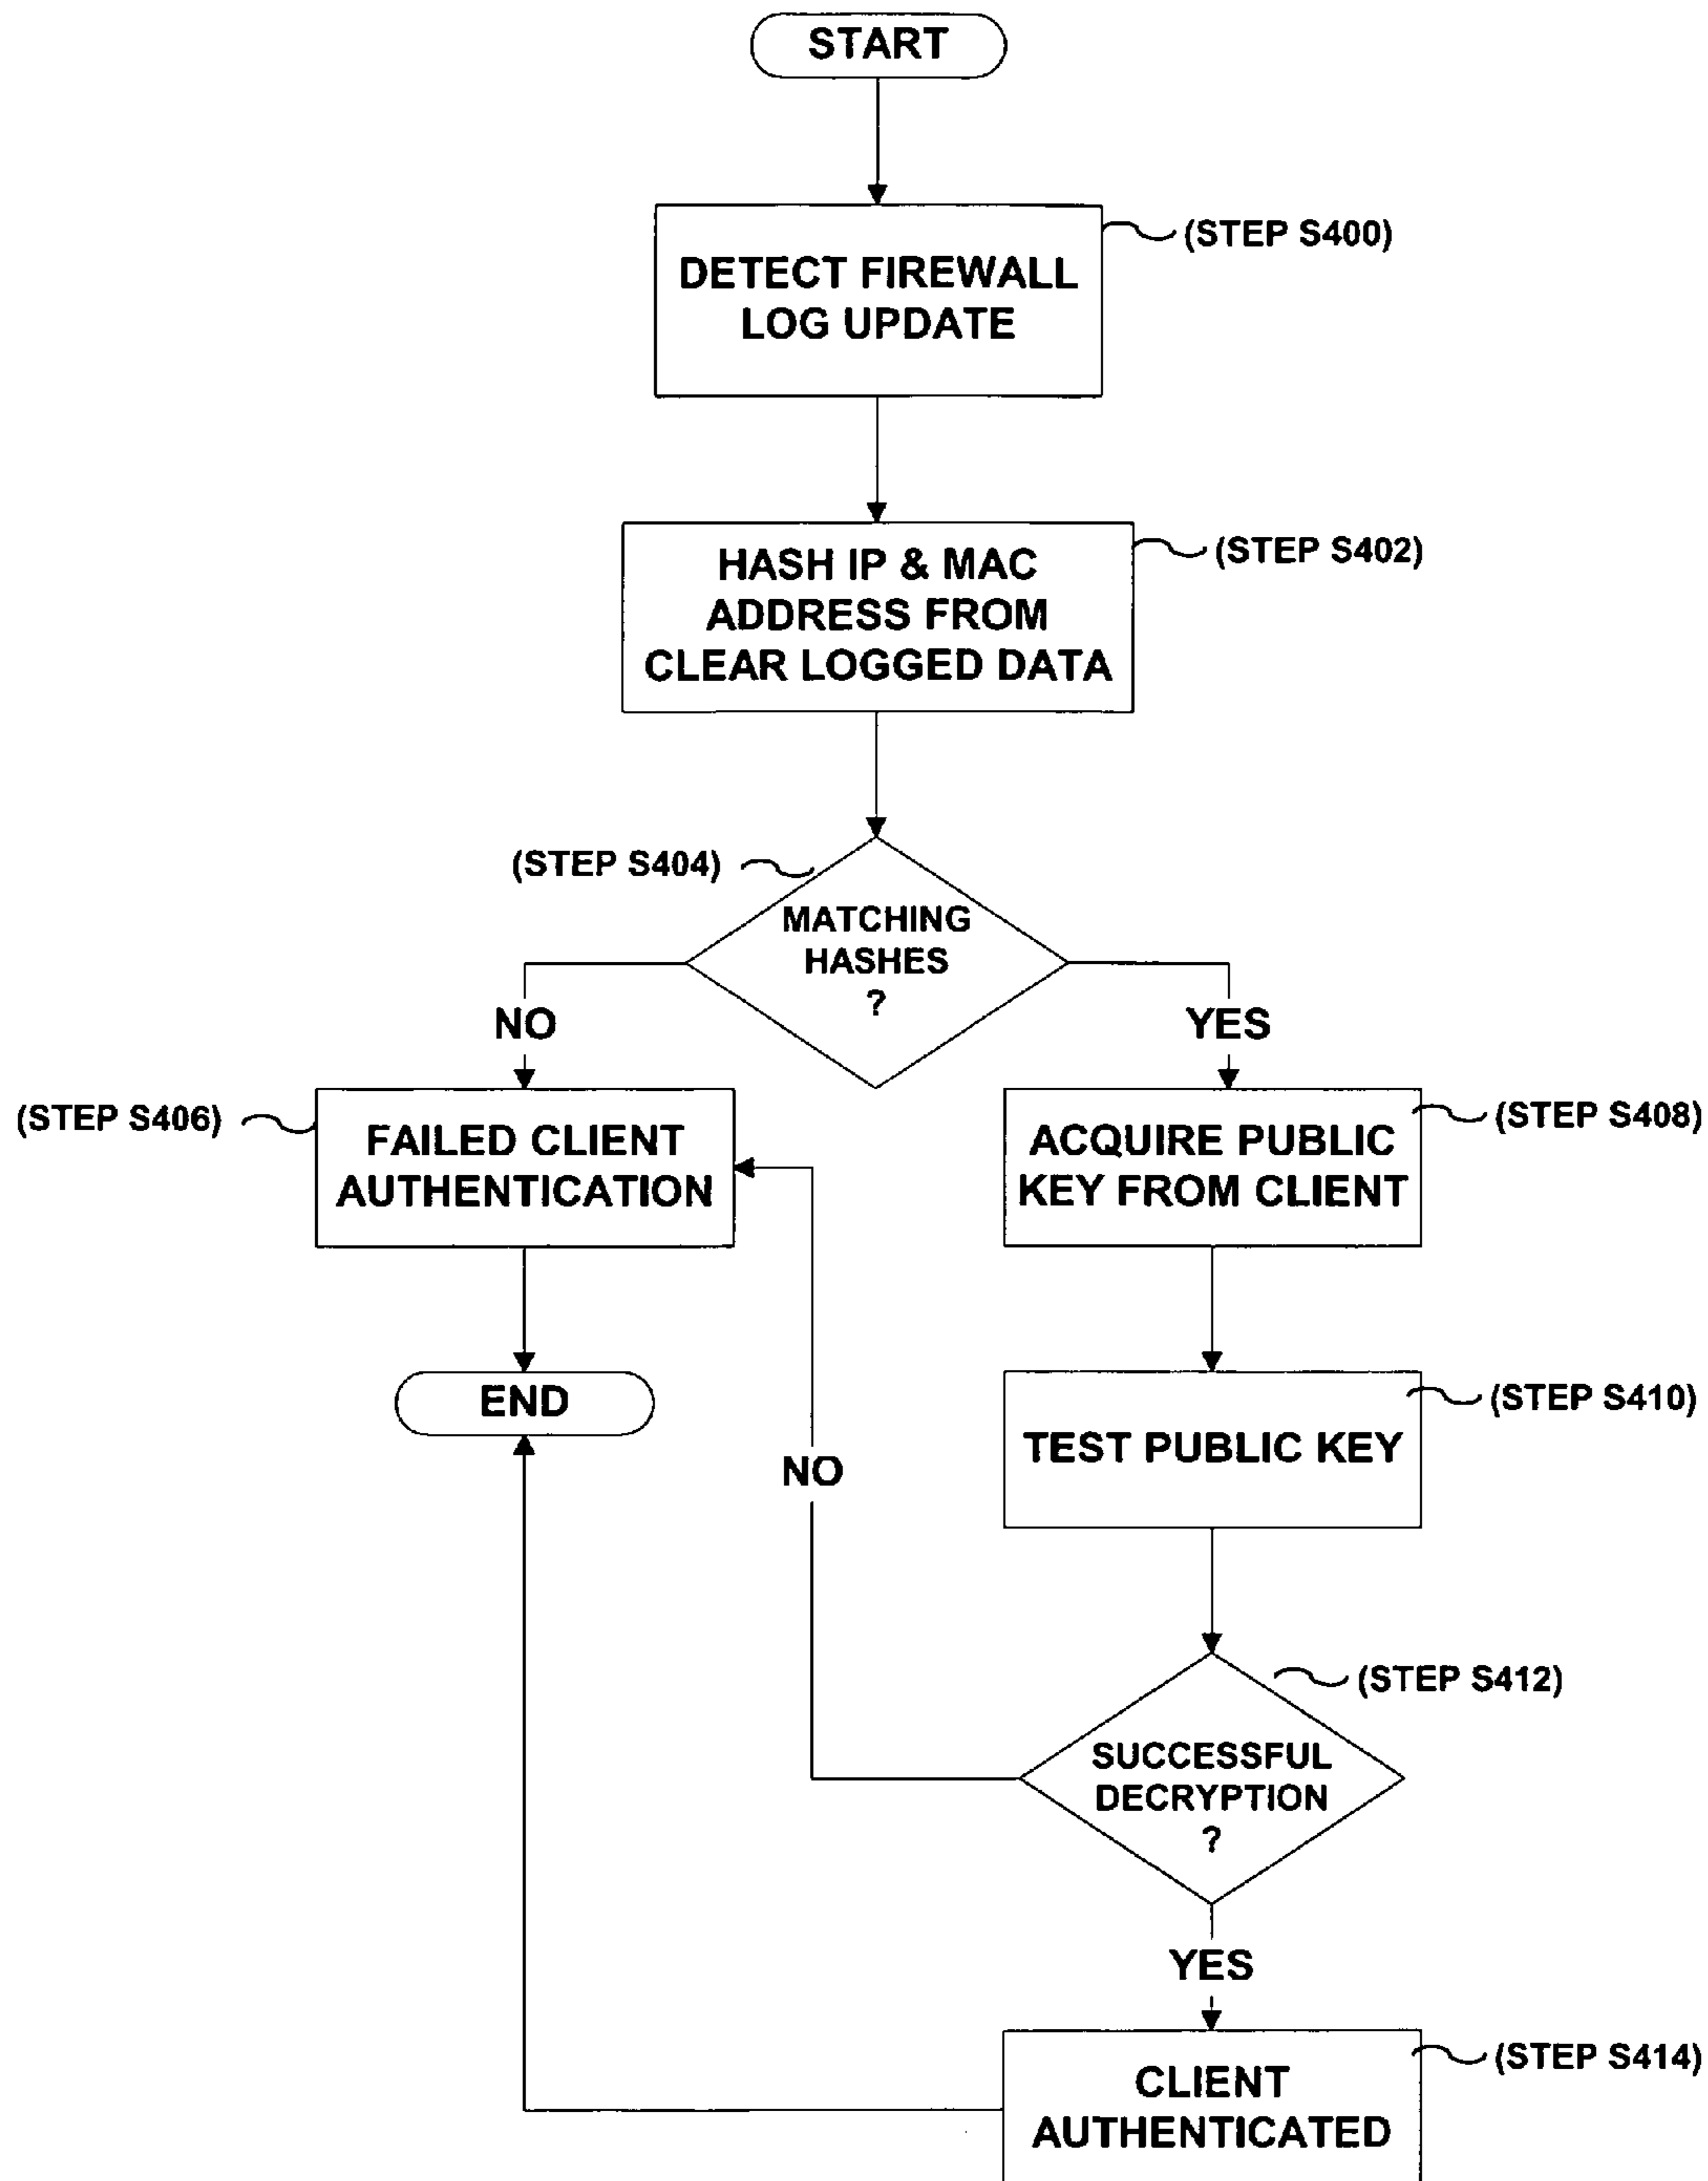 START
(STEP S400)
DETECT FIREWALL
LOG UPDATE
(STEP S402)
HASH IP & MAC
ADDRESS FROM
CLEAR LOGGED DATA
(STEP S404)
MATCHING
HASHES
?
NO
YES
(STEP S406)
FAILED CLIENT
AUTHENTICATION
(STEP S408)
ACQUIRE PUBLIC
KEY FROM CLIENT
END
(STEP S410)
TEST PUBLIC KEY
NO
(STEP S412)
SUCCESSFUL
DECRYPTION
?
YES
(STEP S414)
CLIENT
AUTHENTICATED